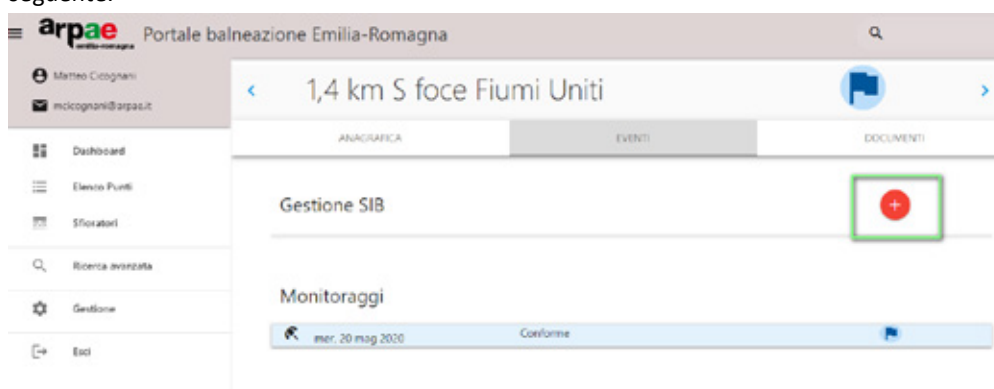 seguente:
arpae
emilia-romagna
Portale balneazione Emilia-Romagna
Matteo Cicognani
mcicognani@arpae.it
Dashboard
Elenco Punti
Sfioratori
Ricerca avanzata
Gestione
Esci
1,4 km S foce Fiumi Uniti
ANAGRAFICA
EVENTI
DOCUMENTI
Gestione SIB
Monitoraggi
mer. 20 mag 2020
Conforme